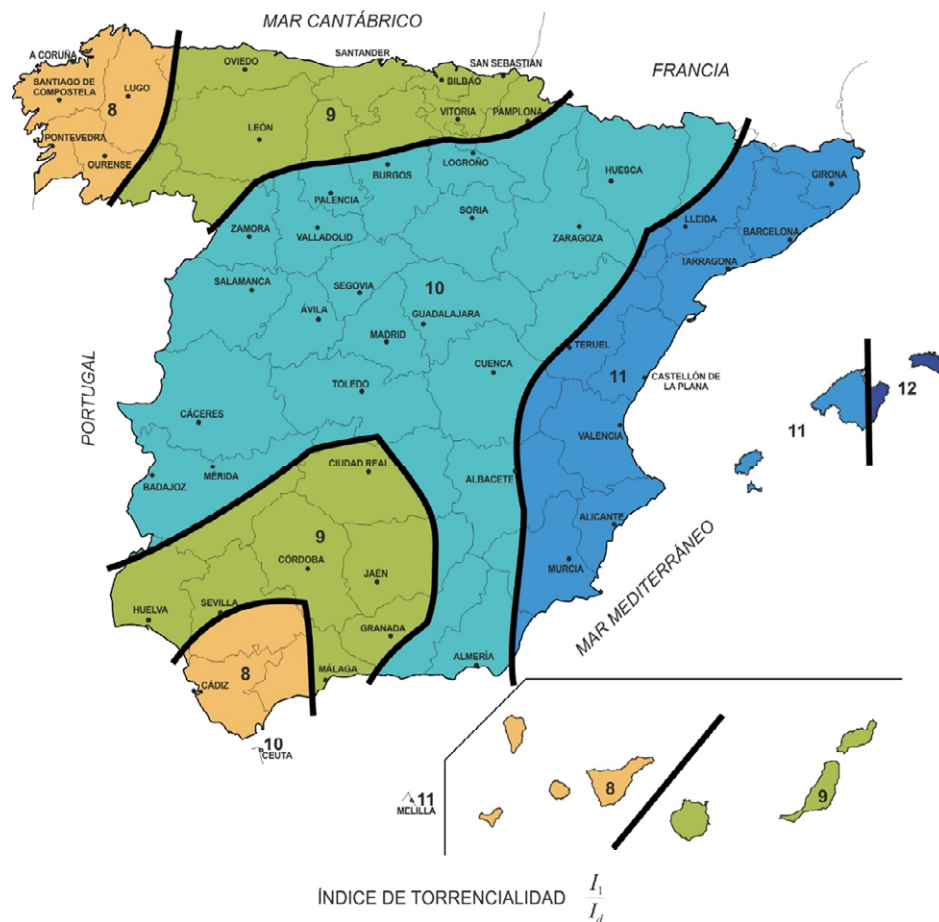 MAR CANTÁBRICO
A CORUÑA
SANTIAGO DE
COMPOSTELA
LUGO
8
PONTEVEDRA
OURENSE
OVIEDO
SANTANDER
SAN SEBASTIÁN
BILBAO
FRANCIA
LEÓN
9
VITORIA
PAMPLONA
LOGROÑO
BURGOS
HUESCA
GIRONA
PALENCIA
SORIA
LLEIDA
BARCELONA
ZAMORA
VALLADOLID
ZARAGOZA
TARRAGONA
SALAMANCA
SEGOVIA
10
ÁVILA
GUADALAJARA
MADRID
TERUEL
CUENCA
11
CASTELLÓN DE
LA PLANA
12
PORTUGAL
TOLEDO
CÁCERES
VALENCIA
11
MÉRIDA
BADAJOZ
CIUDAD REAL
ALBACETE
ALICANTE
9
CÓRDOBA
JAÉN
MURCIA
MAR MEDITERRÁNEO
HUELVA
SEVILLA
GRANADA
ALMERÍA
MÁLAGA
8
CÁDIZ
10
CEUTA
11
MELILLA
8
9
ÍNDICE DE TORRENCIALIDAD I1/Id